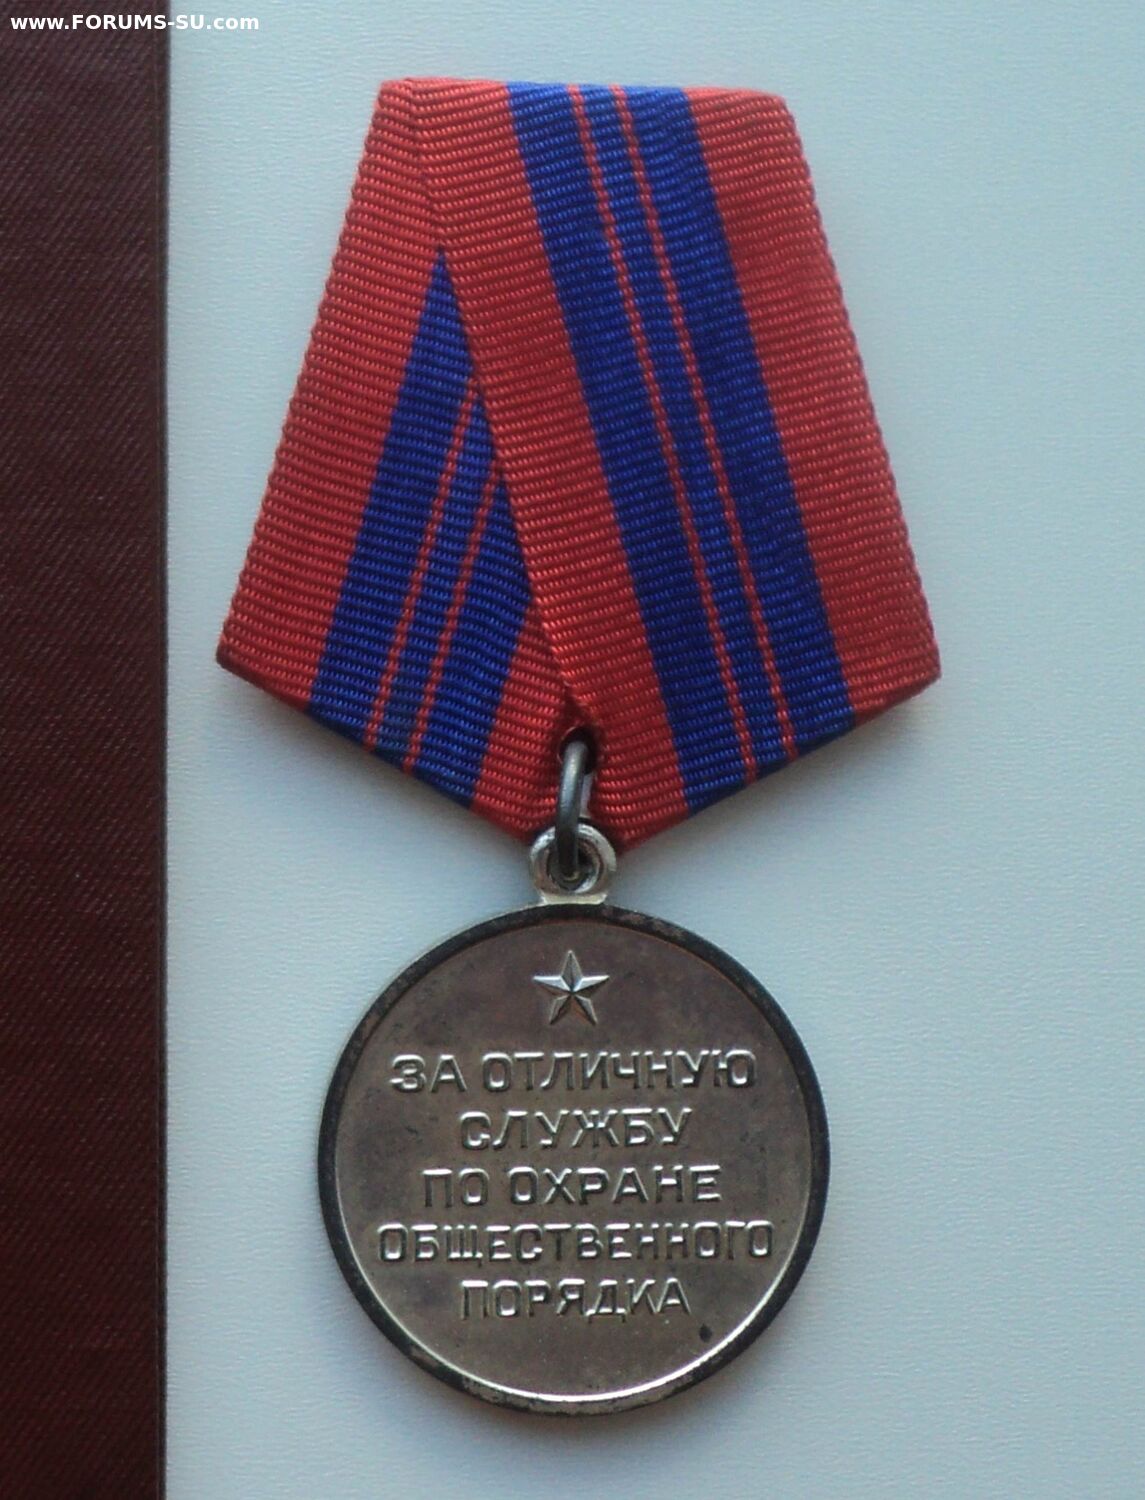 www.FORUMS-SU.com
ЗА ОТЛИЧНУЮ
СЛУЖБУ
ПО ОХРАНЕ
ОБЩЕСТВЕННОГО
ПОРЯДКА